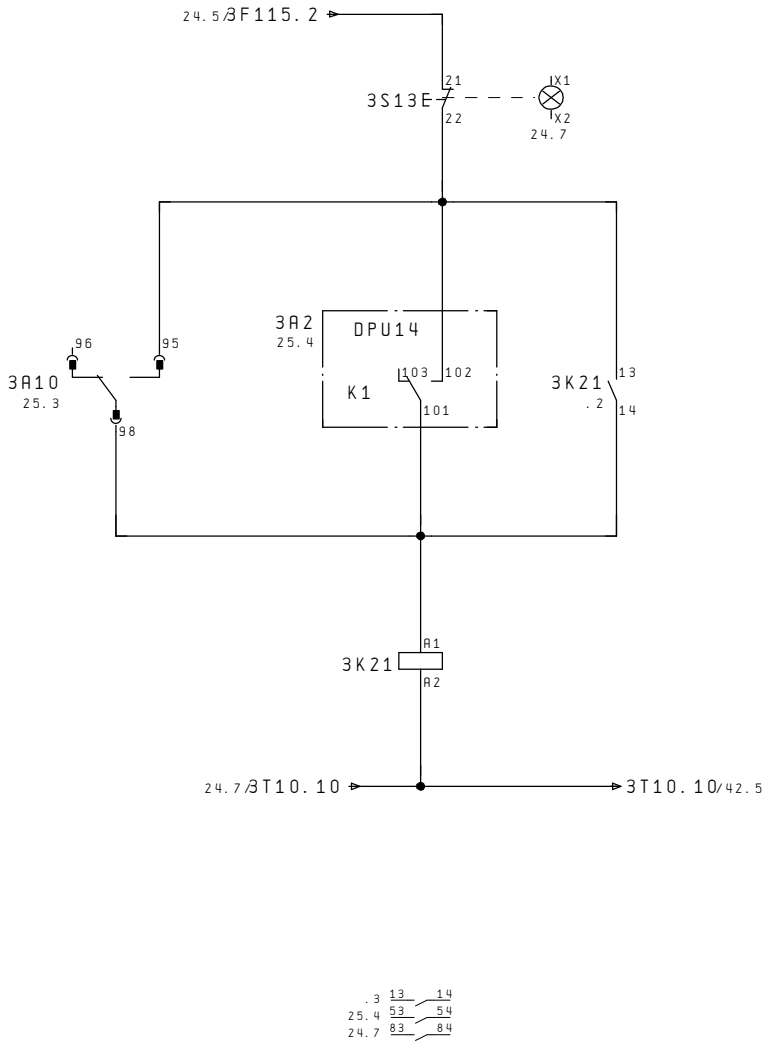 24.5/3F115.2
21
X1
3S13E
22
X2
24.7
3A2
DPU14
25.4
96
95
103
102
13
3A10
K1
3K21
25.3
.2
101
14
98
A1
3K21
A2
24.7/3T10.10
3T10.10/42.5
.3 13 14
25.4 53 54
24.7 83 84